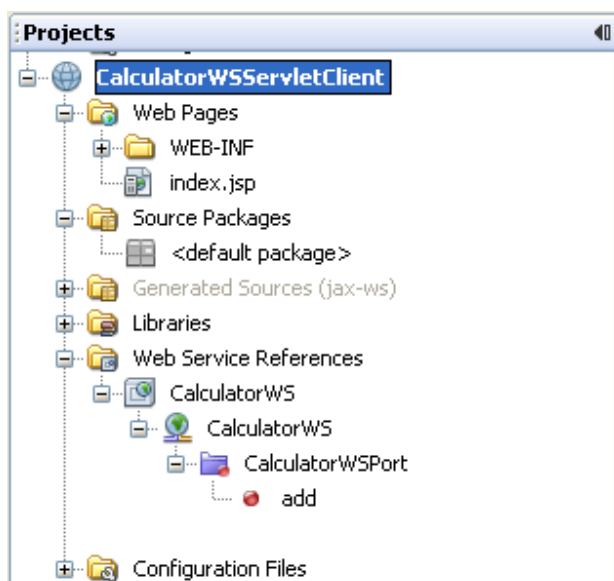 Projects
CalculatorWSServletClient
Web Pages
WEB-INF
index.jsp
Source Packages
<default package>
Generated Sources (jax-ws)
Libraries
Web Service References
CalculatorWS
CalculatorWS
CalculatorWSPort
add
Configuration Files